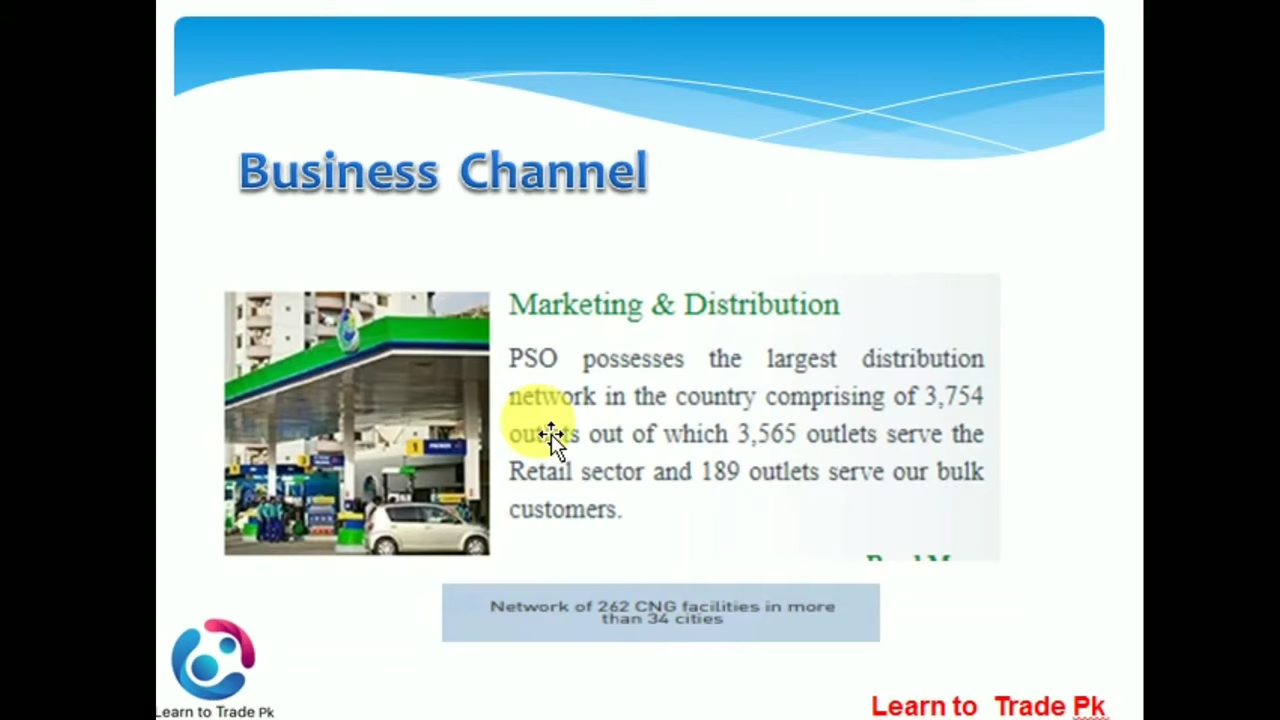 Business Channel
Marketing & Distribution
PSO possesses the largest distribution
network in the country comprising of 3,754
outlets out of which 3,565 outlets serve the
Retail sector and 189 outlets serve our bulk
customers.
Network of 262 CNG facilities in more
than 34 cities
Learn to Trade Pk
Learn to Trade Pk